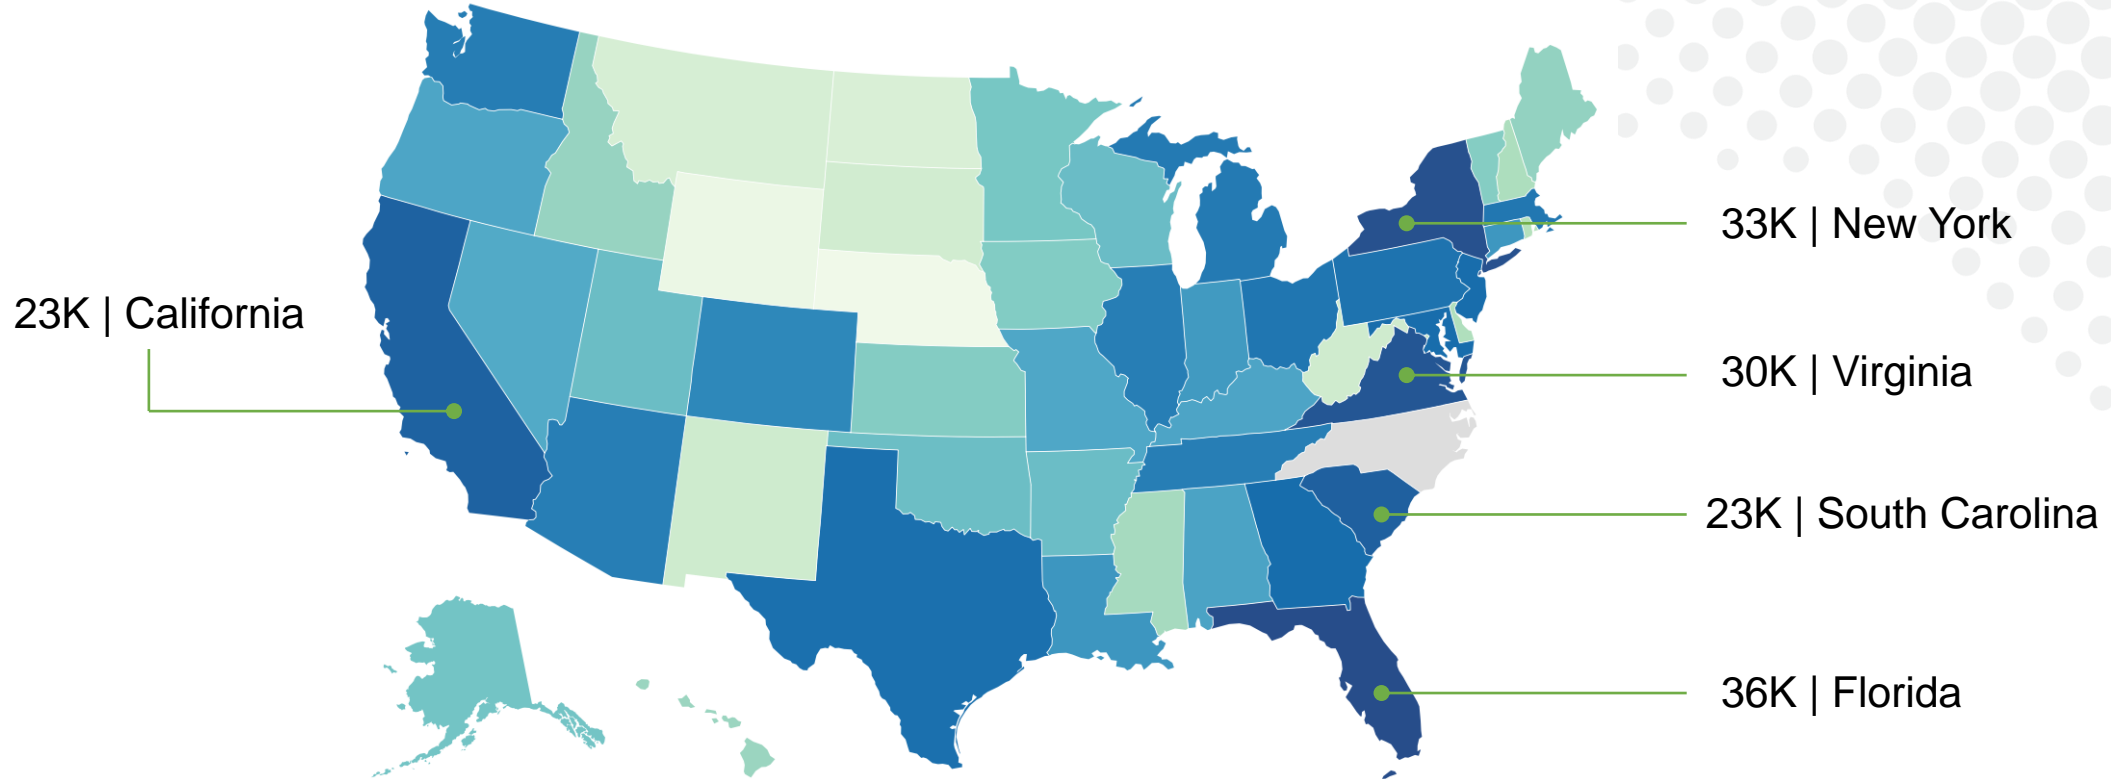 33K | New York
23K | California
30K | Virginia
23K | South Carolina
36K | Florida